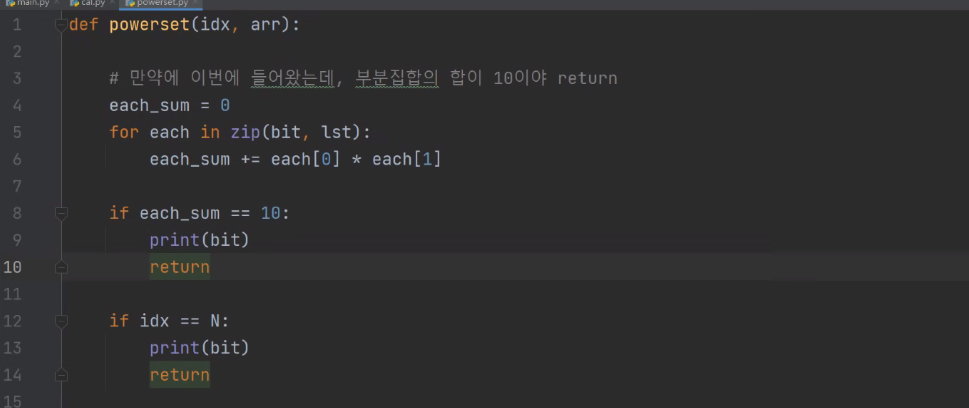 main.py cal.py powerset.py
1 def powerset(idx, arr):
2
3 # 만약에 이번에 들어왔는데, 부분집합의 합이 10이야 return
4 each_sum = 0
5 for each in zip(bit, lst):
6 each_sum += each[0] * each[1]
7
8 if each_sum == 10:
9 print(bit)
10 return
11
12 if idx == N:
13 print(bit)
14 return
15